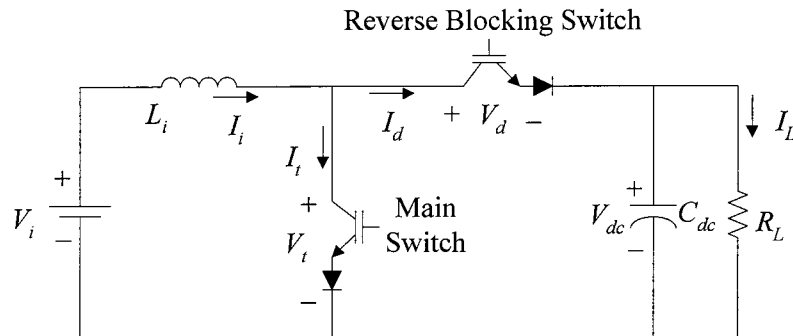 Reverse Blocking Switch
L_i
I_i
I_d
+ V_d -
I_L
I_t
+
V_i
-
+
V_t
-
Main
Switch
+
V_dc
-
C_dc
R_L